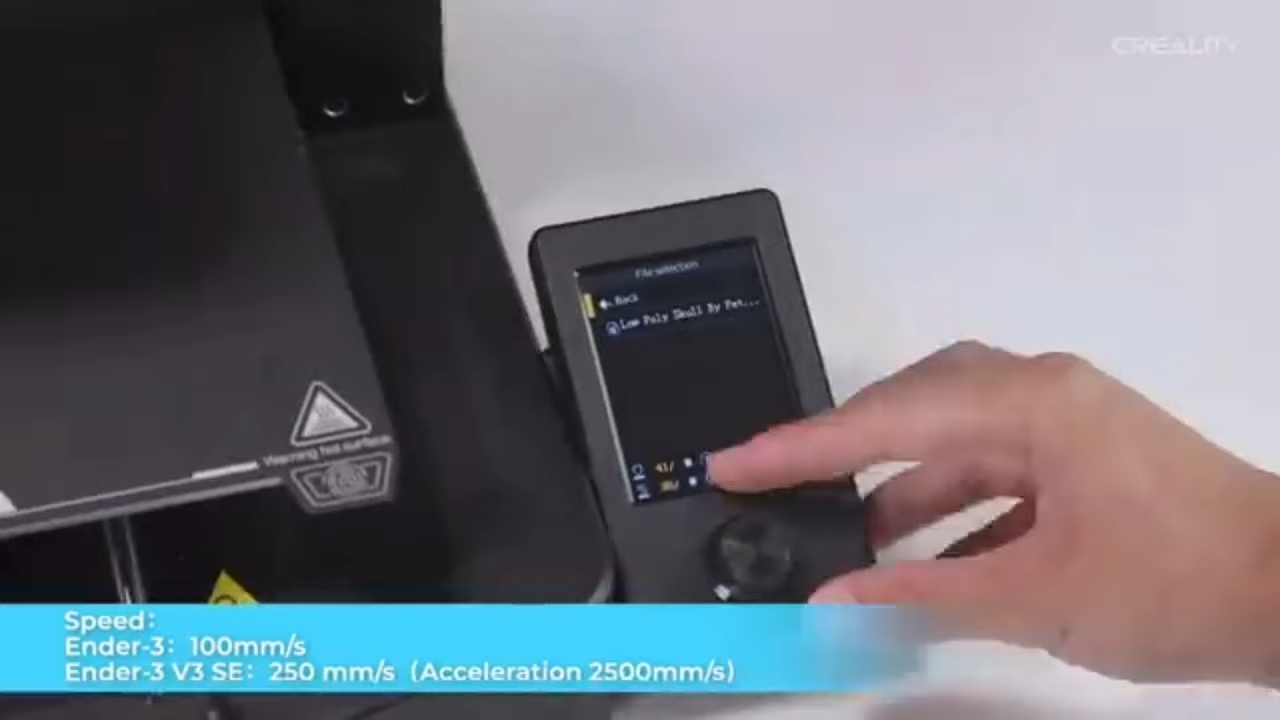 CREALITY
File selection
Back
Low Poly Skull By Pet...
41/
Warning hot surface
Speed：
Ender-3：100mm/s
Ender-3 V3 SE：250 mm/s（Acceleration 2500mm/s）